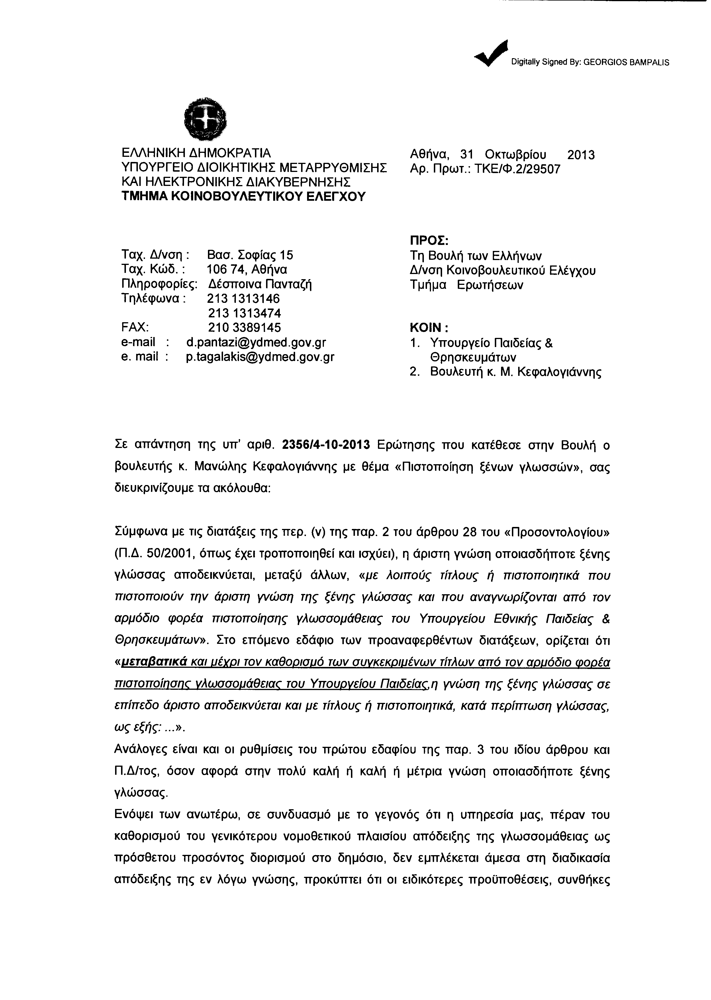 Digitally Signed By: GEORGIOS BAMPALIS
ΕΛΛΗΝΙΚΗ ΔΗΜΟΚΡΑΤΙΑ
ΥΠΟΥΡΓΕΙΟ ΔΙΟΙΚΗΤΙΚΗΣ ΜΕΤΑΡΡΥΘΜΙΣΗΣ
ΚΑΙ ΗΛΕΚΤΡΟΝΙΚΗΣ ΔΙΑΚΥΒΕΡΝΗΣΗΣ
ΤΜΗΜΑ ΚΟΙΝΟΒΟΥΛΕΥΤΙΚΟΥ ΕΛΕΓΧΟΥ
Αθήνα, 31 Οκτωβρίου 2013
Αρ. Πρωτ.: ΤΚΕ/Φ.2/29507
Ταχ. Δ/νση : Βασ. Σοφίας 15
Ταχ. Κώδ. : 106 74, Αθήνα
Πληροφορίες: Δέσποινα Πανταζή
Τηλέφωνα : 213 1313146
213 1313474
FAX: 210 3389145
e-mail : d.pantazi@ydmed.gov.gr
e. mail : p.tagalakis@ydmed.gov.gr
ΠΡΟΣ:
Τη Βουλή των Ελλήνων
Δ/νση Κοινοβουλευτικού Ελέγχου
Τμήμα Ερωτήσεων
ΚΟΙΝ :
1. Υπουργείο Παιδείας &
Θρησκευμάτων
2. Βουλευτή κ. Μ. Κεφαλογιάννης
Σε απάντηση της υπ' αριθ. 2356/4-10-2013 Ερώτησης που κατέθεσε στην Βουλή ο
βουλευτής κ. Μανώλης Κεφαλογιάννης με θέμα «Πιστοποίηση ξένων γλωσσών», σας
διευκρινίζουμε τα ακόλουθα:
Σύμφωνα με τις διατάξεις της περ. (ν) της παρ. 2 του άρθρου 28 του «Προσοντολογίου»
(Π.Δ. 50/2001, όπως έχει τροποποιηθεί και ισχύει), η άριστη γνώση οποιασδήποτε ξένης
γλώσσας αποδεικνύεται, μεταξύ άλλων, «με λοιπούς τίτλους ή πιστοποιητικά που
πιστοποιούν την άριστη γνώση της ξένης γλώσσας και που αναγνωρίζονται από τον
αρμόδιο φορέα πιστοποίησης γλωσσομάθειας του Υπουργείου Εθνικής Παιδείας &
Θρησκευμάτων». Στο επόμενο εδάφιο των προαναφερθέντων διατάξεων, ορίζεται ότι
«μεταβατικά και μέχρι τον καθορισμό των συγκεκριμένων τίτλων από τον αρμόδιο φορέα
πιστοποίησης γλωσσομάθειας του Υπουργείου Παιδείας,η γνώση της ξένης γλώσσας σε
επίπεδο άριστο αποδεικνύεται και με τίτλους ή πιστοποιητικά, κατά περίπτωση γλώσσας,
ως εξής: ...».
Ανάλογες είναι και οι ρυθμίσεις του πρώτου εδαφίου της παρ. 3 του ιδίου άρθρου και
Π.Δ/τος, όσον αφορά στην πολύ καλή ή καλή ή μέτρια γνώση οποιασδήποτε ξένης
γλώσσας.
Ενόψει των ανωτέρω, σε συνδυασμό με το γεγονός ότι η υπηρεσία μας, πέραν του
καθορισμού του γενικότερου νομοθετικού πλαισίου απόδειξης της γλωσσομάθειας ως
πρόσθετου προσόντος διορισμού στο δημόσιο, δεν εμπλέκεται άμεσα στη διαδικασία
απόδειξης της εν λόγω γνώσης, προκύπτει ότι οι ειδικότερες προϋποθέσεις, συνθήκες